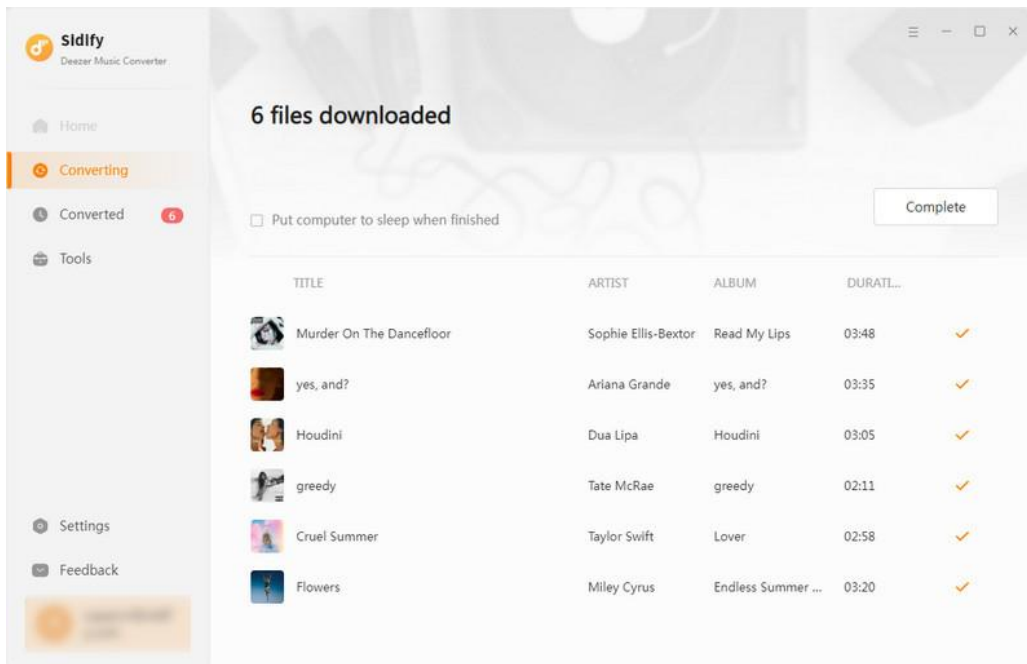 Sidify
Deezer Music Converter
Home
Converting
Converted 6
Tools
Settings
Feedback
6 files downloaded
Put computer to sleep when finished
Complete
TITLE ARTIST ALBUM DURATI...
Murder On The Dancefloor Sophie Ellis-Bextor Read My Lips 03:48
yes, and? Ariana Grande yes, and? 03:35
Houdini Dua Lipa Houdini 03:05
greedy Tate McRae greedy 02:11
Cruel Summer Taylor Swift Lover 02:58
Flowers Miley Cyrus Endless Summer ... 03:20